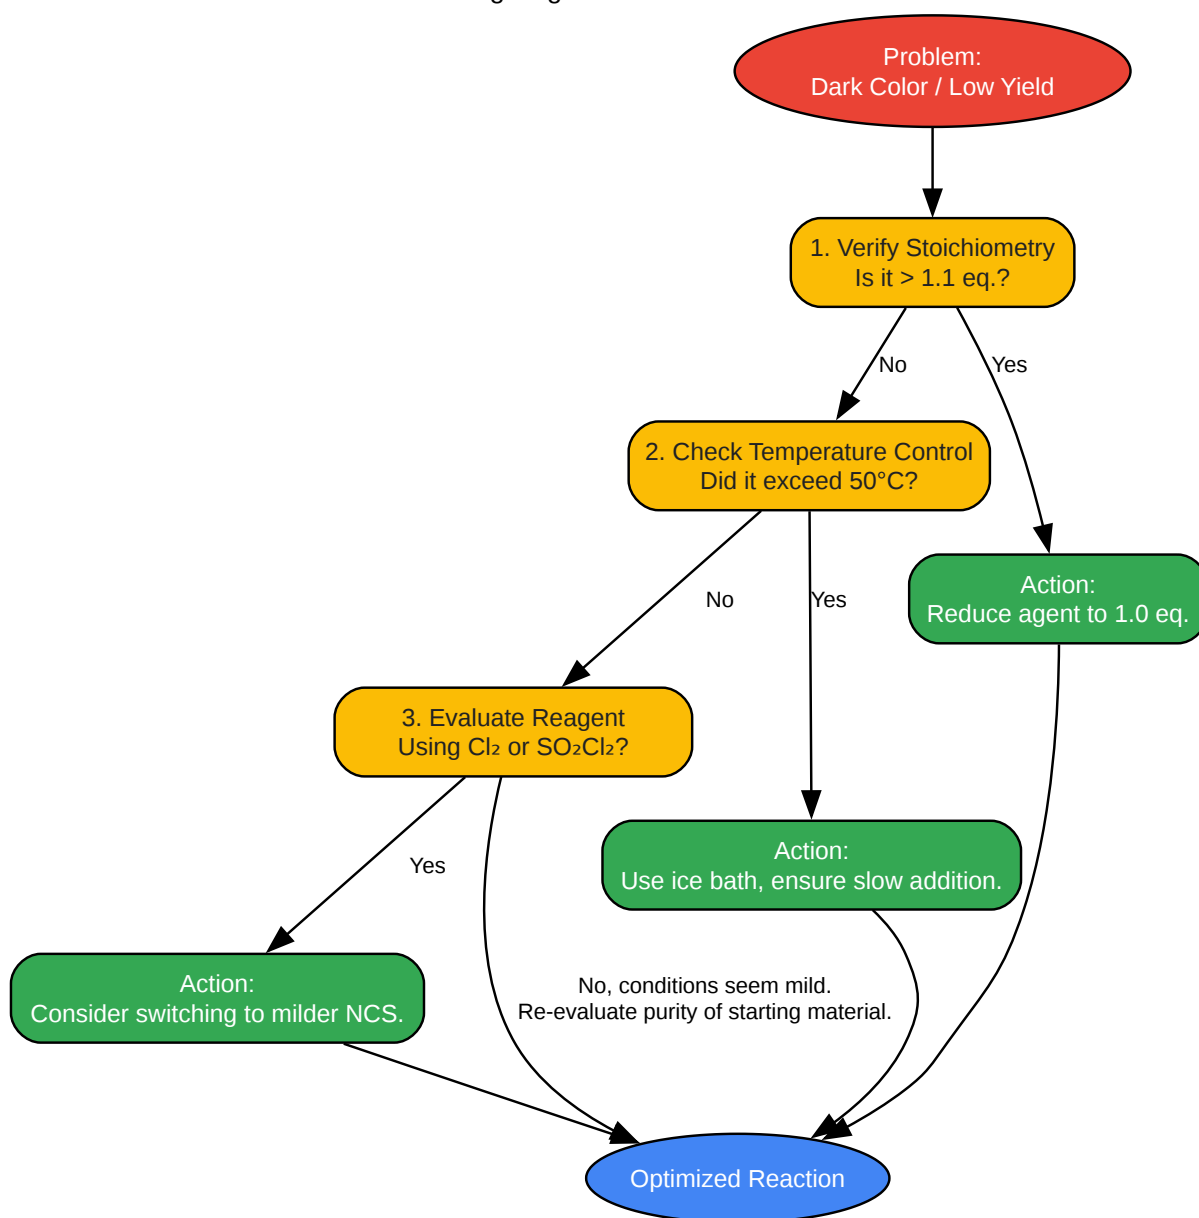 Problem:
Dark Color / Low Yield
1. Verify Stoichiometry
Is it > 1.1 eq.?
No
Yes
2. Check Temperature Control
Did it exceed 50°C?
No
Yes
Action:
Reduce agent to 1.0 eq.
3. Evaluate Reagent
Using Cl₂ or SO₂Cl₂?
Yes
Action:
Use ice bath, ensure slow addition.
No, conditions seem mild.
Re-evaluate purity of starting material.
Action:
Consider switching to milder NCS.
Optimized Reaction